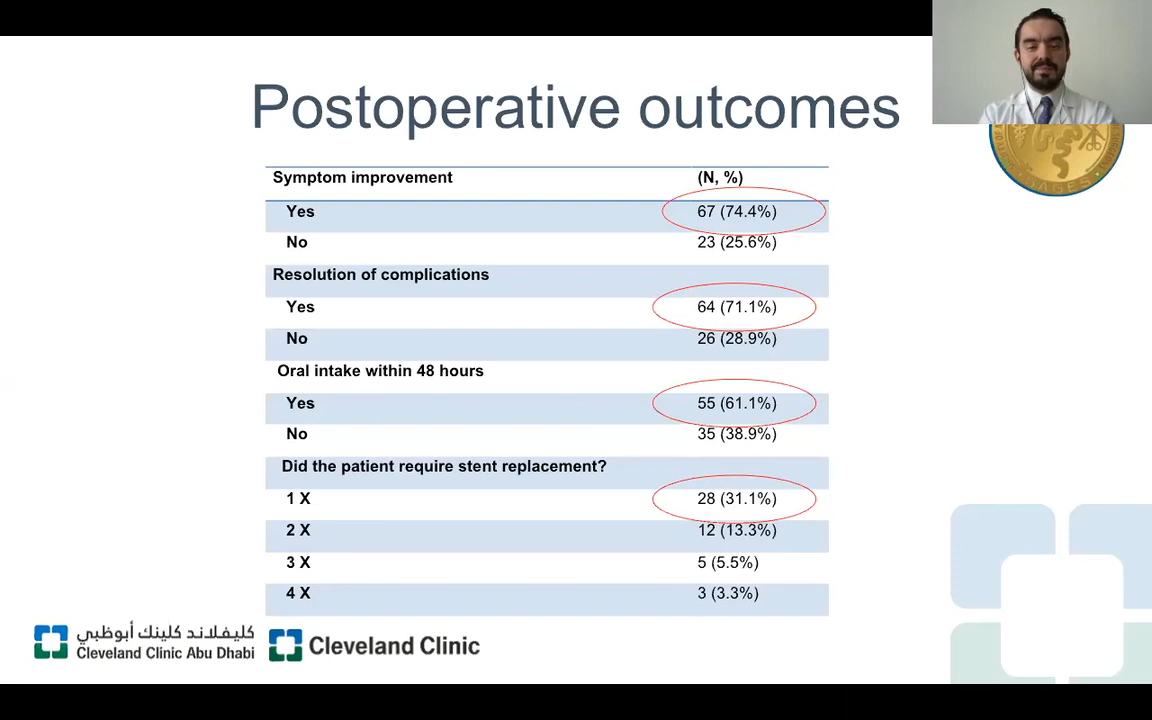 Postoperative outcomes
Symptom improvement (N, %)
Yes 67 (74.4%)
No 23 (25.6%)
Resolution of complications
Yes 64 (71.1%)
No 26 (28.9%)
Oral intake within 48 hours
Yes 55 (61.1%)
No 35 (38.9%)
Did the patient require stent replacement?
1 X 28 (31.1%)
2 X 12 (13.3%)
3 X 5 (5.5%)
4 X 3 (3.3%)
كليفلاند كلينك أبوظبي
Cleveland Clinic Abu Dhabi
Cleveland Clinic
SAGES